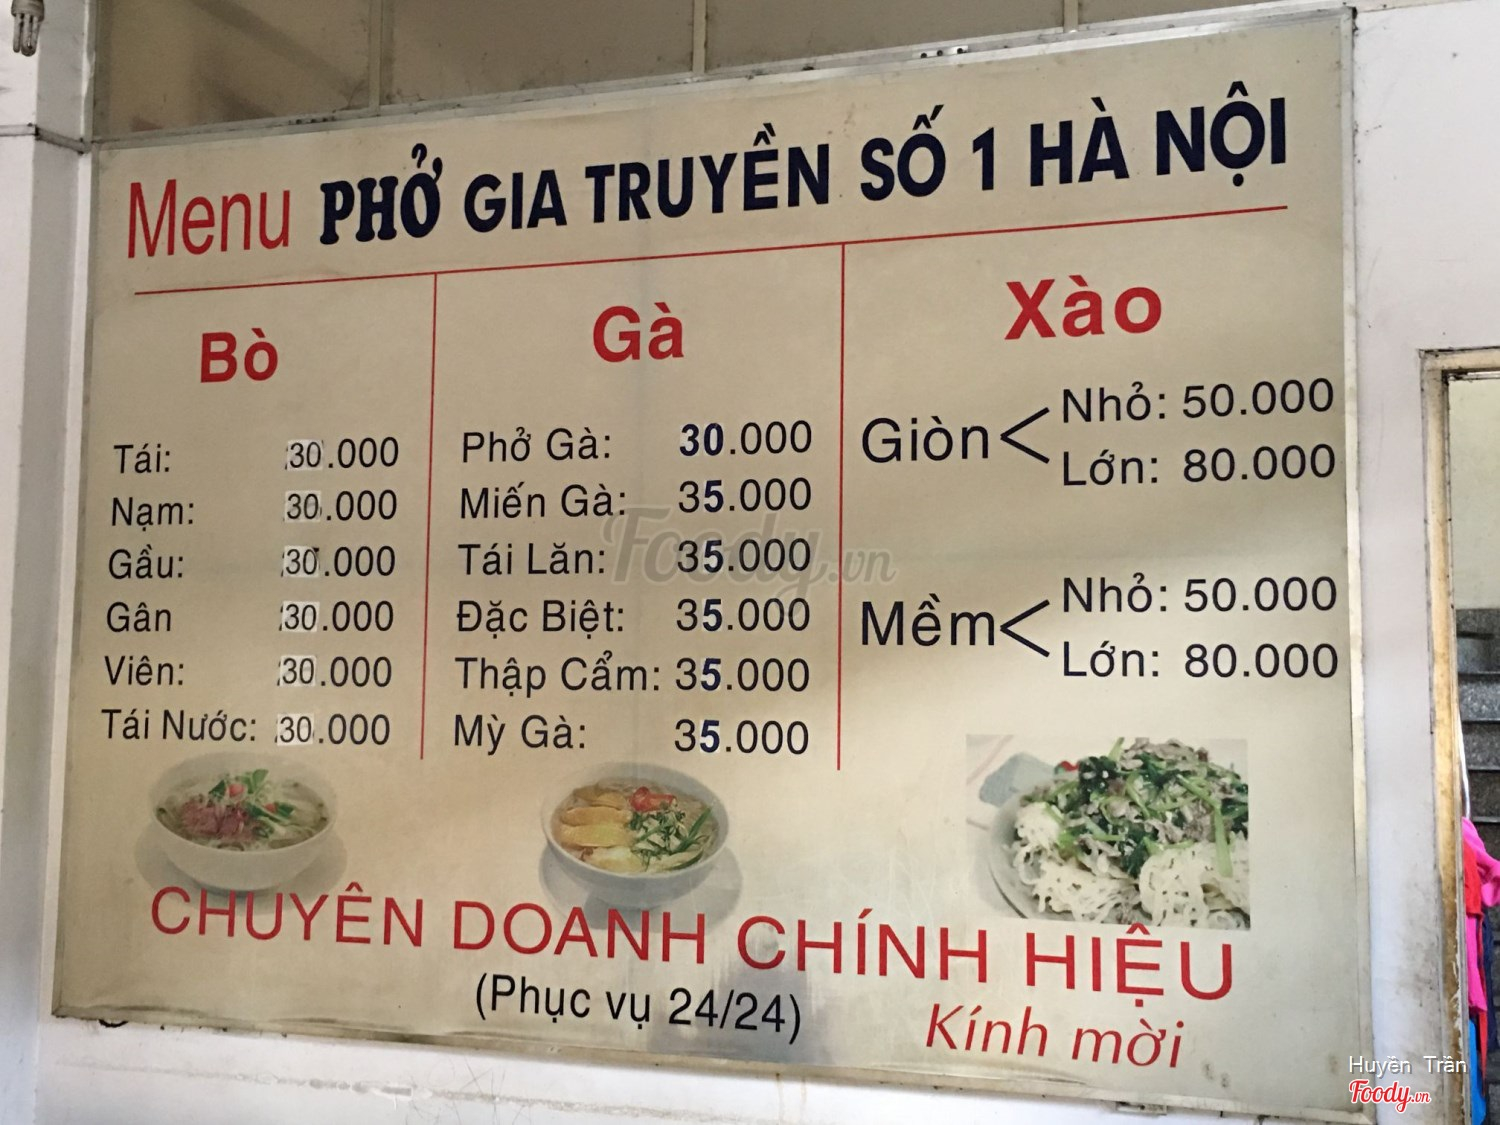 Menu PHỞ GIA TRUYỀN SỐ 1 HÀ NỘI
Bò
Tái: 30.000
Nạm: 30.000
Gầu: 30.000
Gân 30.000
Viên: 30.000
Tái Nước: 30.000
Gà
Phở Gà: 30.000
Miến Gà: 35.000
Tái Lăn: 35.000
Đặc Biệt: 35.000
Thập Cẩm: 35.000
Mỳ Gà: 35.000
Xào
Giòn
Nhỏ: 50.000
Lớn: 80.000
Mềm
Nhỏ: 50.000
Lớn: 80.000
Foody.vn
CHUYÊN DOANH CHÍNH HIỆU
(Phục vụ 24/24)
Kính mời
Huyền Trần
Foody.vn